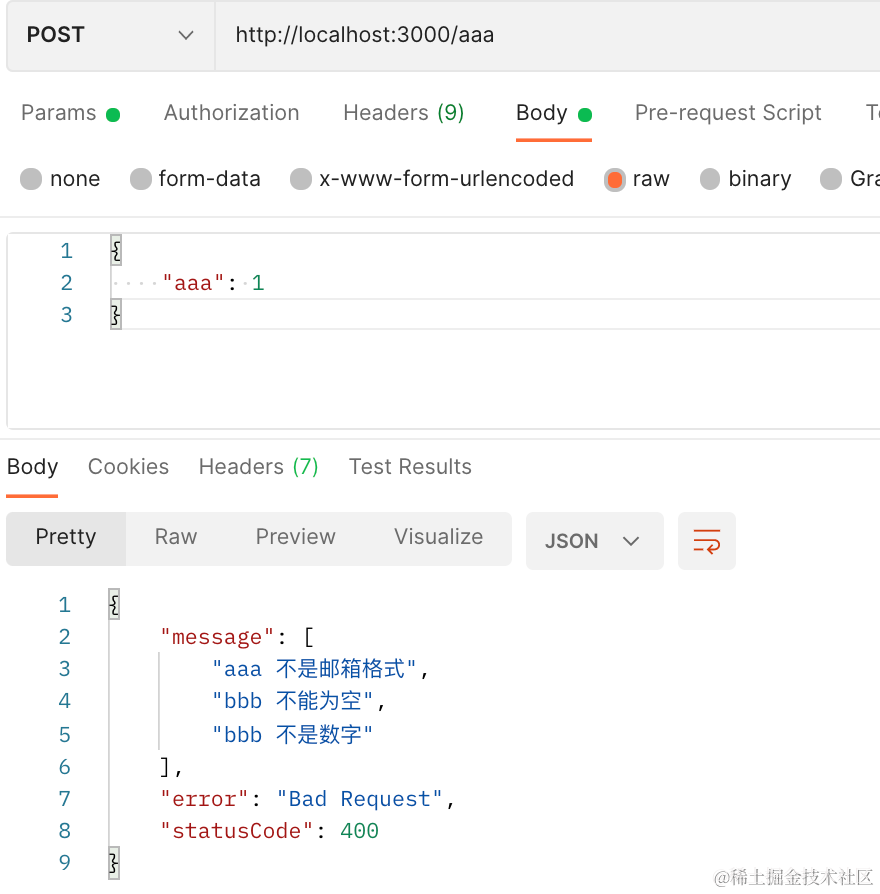 POST http://localhost:3000/aaa
Params Authorization Headers (9) Body Pre-request Script
none form-data x-www-form-urlencoded raw binary
1 {
2 "aaa": 1
3 }
Body Cookies Headers (7) Test Results
Pretty Raw Preview Visualize JSON
1 {
2 "message": [
3 "aaa 不是邮箱格式",
4 "bbb 不能为空",
5 "bbb 不是数字"
6 ],
7 "error": "Bad Request",
8 "statusCode": 400
9 }
@稀土掘金技术社区